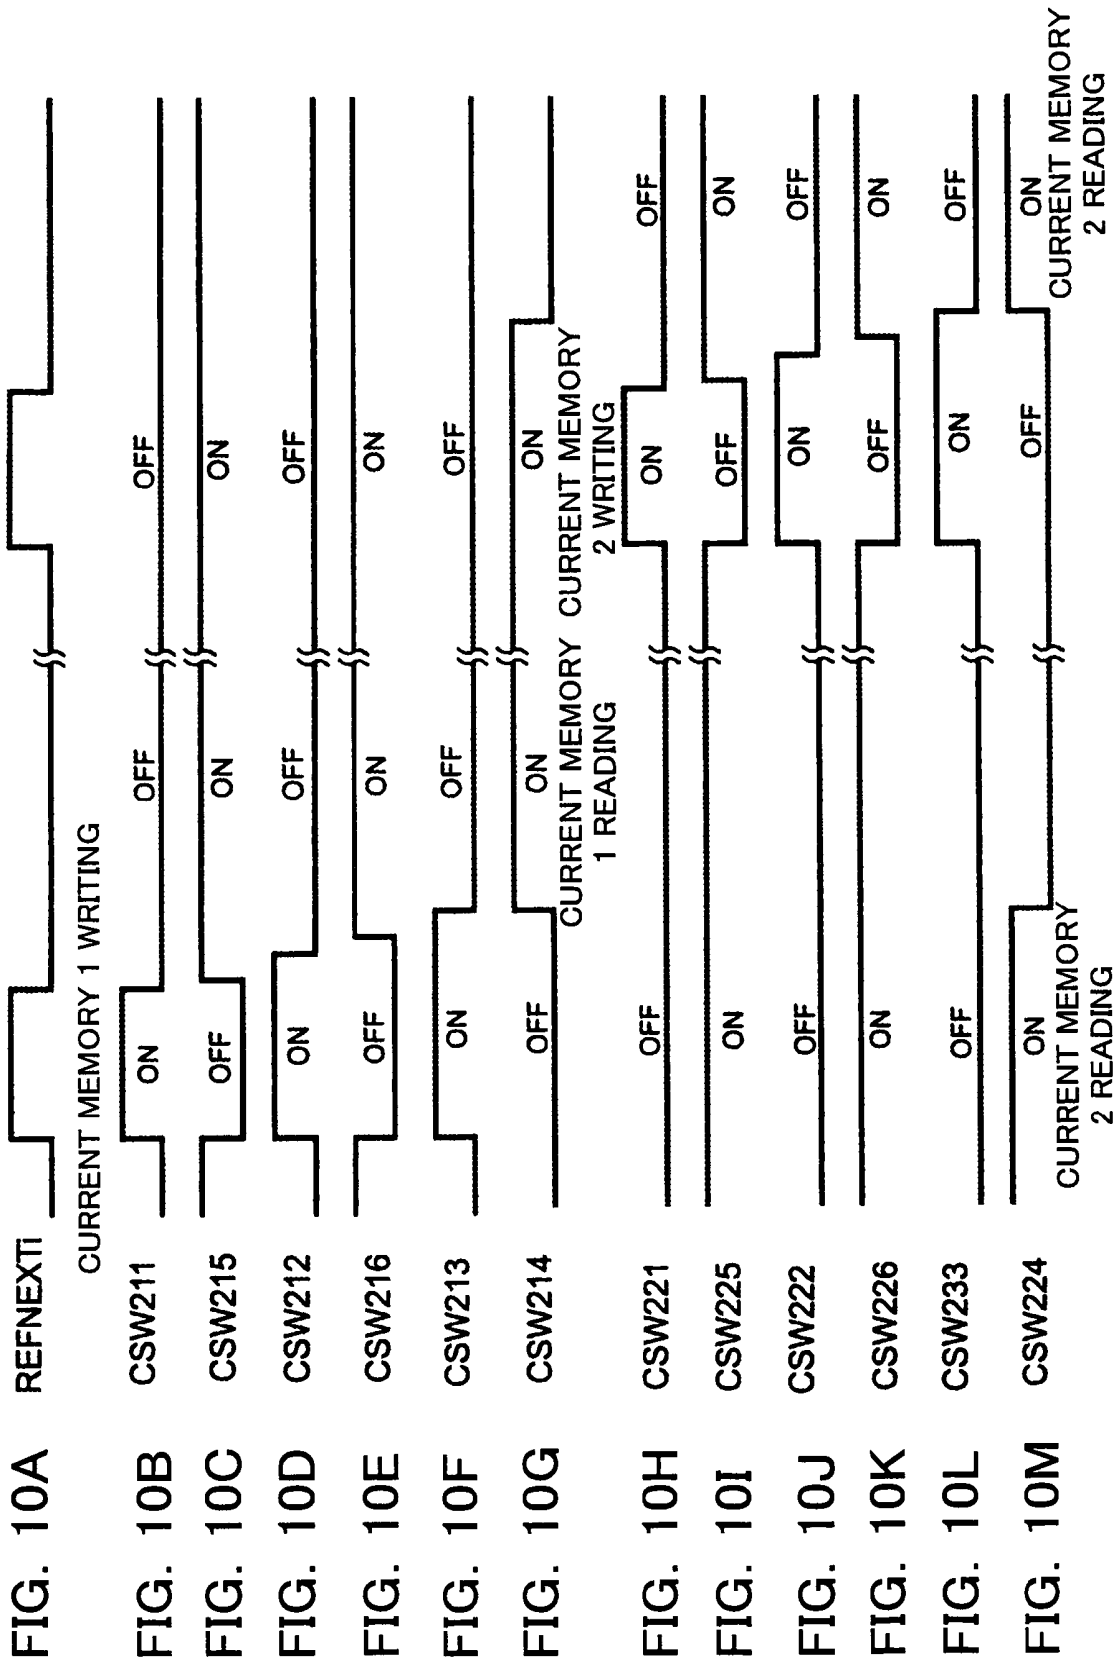 FIG. 10A REFNEXTi
CURRENT MEMORY 1 WRITING
FIG. 10B CSW211 ON OFF OFF
FIG. 10C CSW215 OFF ON ON
FIG. 10D CSW212 ON OFF OFF
FIG. 10E CSW216 OFF ON ON
FIG. 10F CSW213 ON OFF OFF
FIG. 10G CSW214 OFF ON ON
CURRENT MEMORY CURRENT MEMORY
1 READING 2 WRITING
FIG. 10H CSW221 OFF ON OFF
FIG. 10I CSW225 ON OFF ON
FIG. 10J CSW222 OFF ON OFF
FIG. 10K CSW226 ON OFF ON
FIG. 10L CSW233 OFF ON OFF
FIG. 10M CSW224 ON OFF ON
CURRENT MEMORY CURRENT MEMORY
2 READING 2 READING